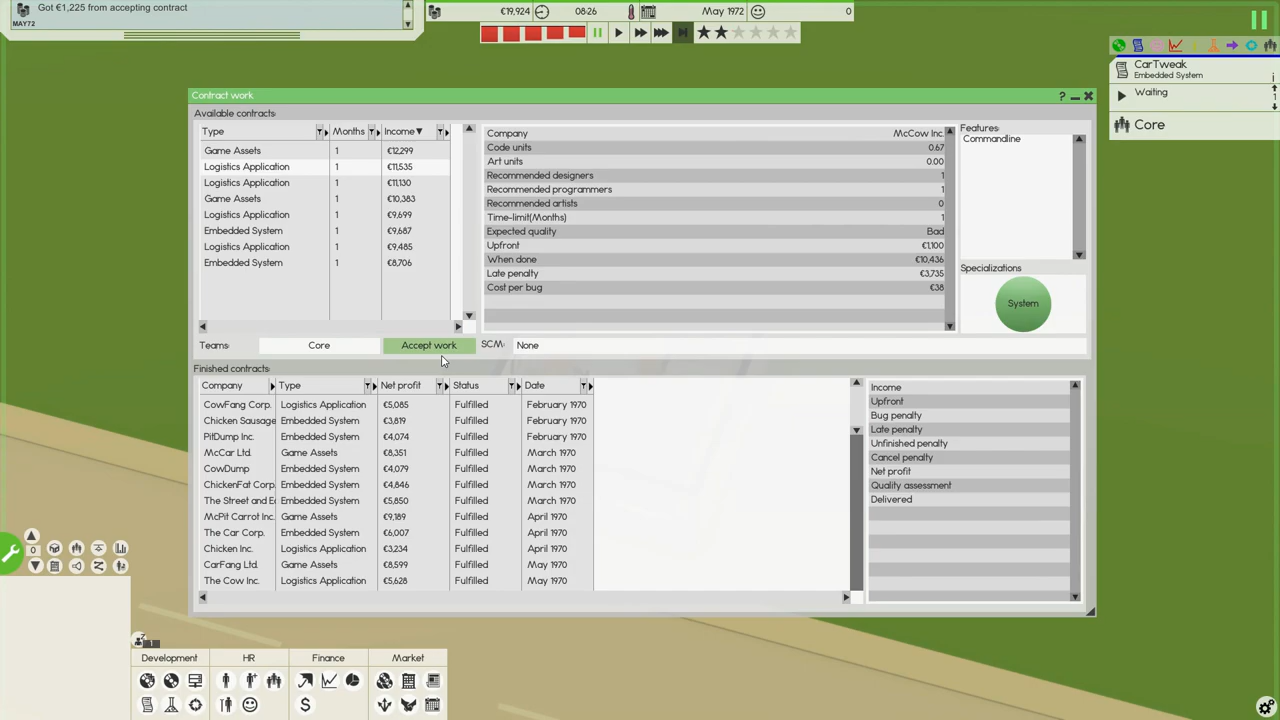 Got €1,225 from accepting contract
MAY72
€19,924 08:26 May 1972 0
CarTweak
Embedded System
i
Waiting
1
Core
Contract work ?
Available contracts:
Type Months Income▼
Game Assets 1 €12,299
Logistics Application 1 €11,535
Logistics Application 1 €11,130
Game Assets 1 €10,383
Logistics Application 1 €9,699
Embedded System 1 €9,687
Logistics Application 1 €9,485
Embedded System 1 €8,706
Company McCow Inc.
Code units 0.67
Art units 0.00
Recommended designers 1
Recommended programmers 1
Recommended artists 0
Time-limit(Months) 1
Expected quality Bad
Upfront €1,100
When done €10,436
Late penalty €3,735
Cost per bug €38
Features:
Commandline
Specializations
System
Teams: Core Accept work SCM: None
Finished contracts:
Company Type Net profit Status Date
CowFang Corp. Logistics Application €5,085 Fulfilled February 1970
Chicken Sausage Embedded System €3,819 Fulfilled February 1970
PitDump Inc. Embedded System €4,074 Fulfilled February 1970
McCar Ltd. Game Assets €8,351 Fulfilled March 1970
CowDump Embedded System €4,079 Fulfilled March 1970
ChickenFat Corp. Embedded System €4,846 Fulfilled March 1970
The Street and E Embedded System €5,850 Fulfilled March 1970
McPit Carrot Inc. Game Assets €9,189 Fulfilled April 1970
The Car Corp. Embedded System €6,007 Fulfilled April 1970
Chicken Inc. Logistics Application €3,234 Fulfilled April 1970
CarFang Ltd. Game Assets €8,599 Fulfilled May 1970
The Cow Inc. Logistics Application €5,628 Fulfilled May 1970
Income
Upfront
Bug penalty
Late penalty
Unfinished penalty
Cancel penalty
Net profit
Quality assessment
Delivered
0
Development HR Finance Market